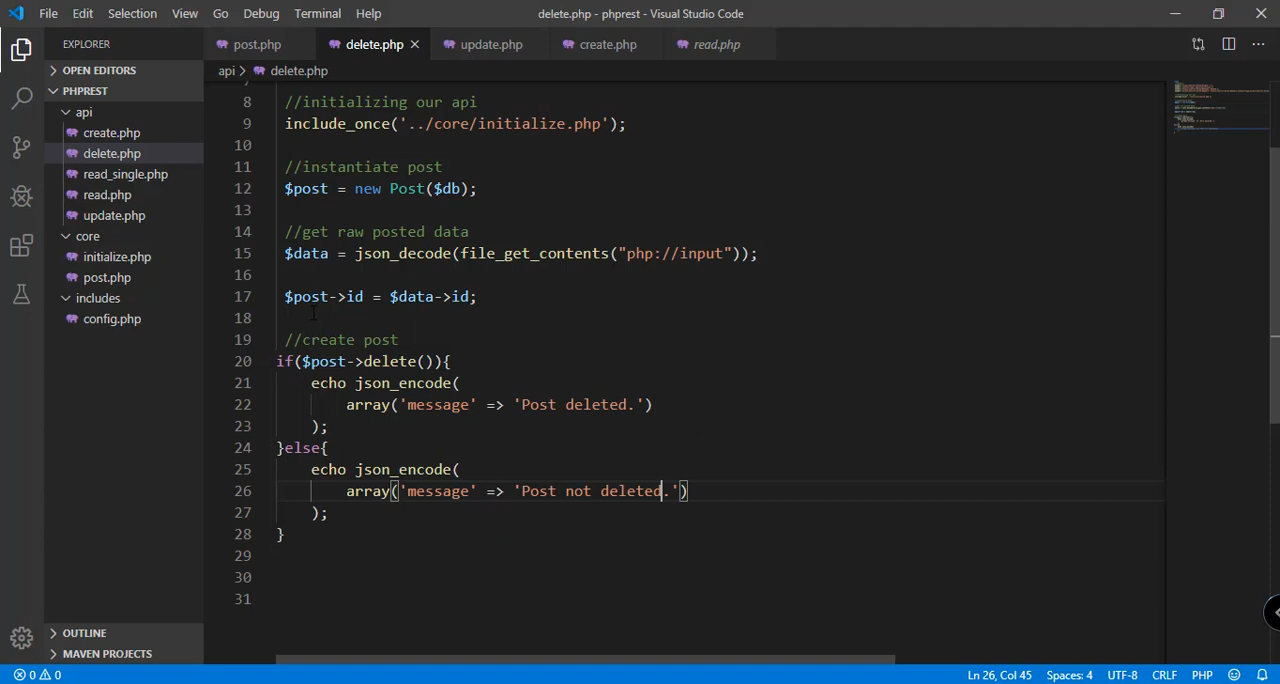 File Edit Selection View Go Debug Terminal Help delete.php - phprest - Visual Studio Code
EXPLORER
OPEN EDITORS
PHPREST
api
create.php
delete.php
read_single.php
read.php
update.php
core
initialize.php
post.php
includes
config.php
OUTLINE
MAVEN PROJECTS
post.php delete.php update.php create.php read.php
api > delete.php
8 //initializing our api
9 include_once('../core/initialize.php');
10
11 //instantiate post
12 $post = new Post($db);
13
14 //get raw posted data
15 $data = json_decode(file_get_contents("php://input"));
16
17 $post->id = $data->id;
18
19 //create post
20 if($post->delete()){
21 echo json_encode(
22 array('message' => 'Post deleted.')
23 );
24 }else{
25 echo json_encode(
26 array('message' => 'Post not deleted.')
27 );
28 }
29
30
31
0 0 Ln 26, Col 45 Spaces: 4 UTF-8 CRLF PHP